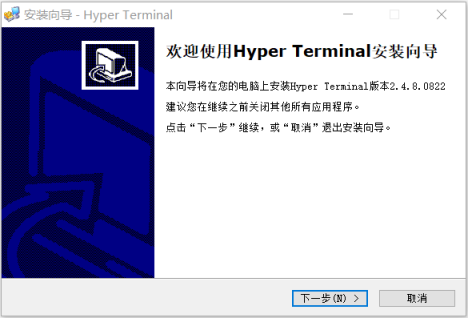 安装向导 - Hyper Terminal
欢迎使用Hyper Terminal安装向导
本向导将在您的电脑上安装Hyper Terminal版本2.4.8.0822
建议您在继续之前关闭其他所有应用程序。
点击“下一步”继续，或“取消”退出安装向导。
下一步(N) >
取消